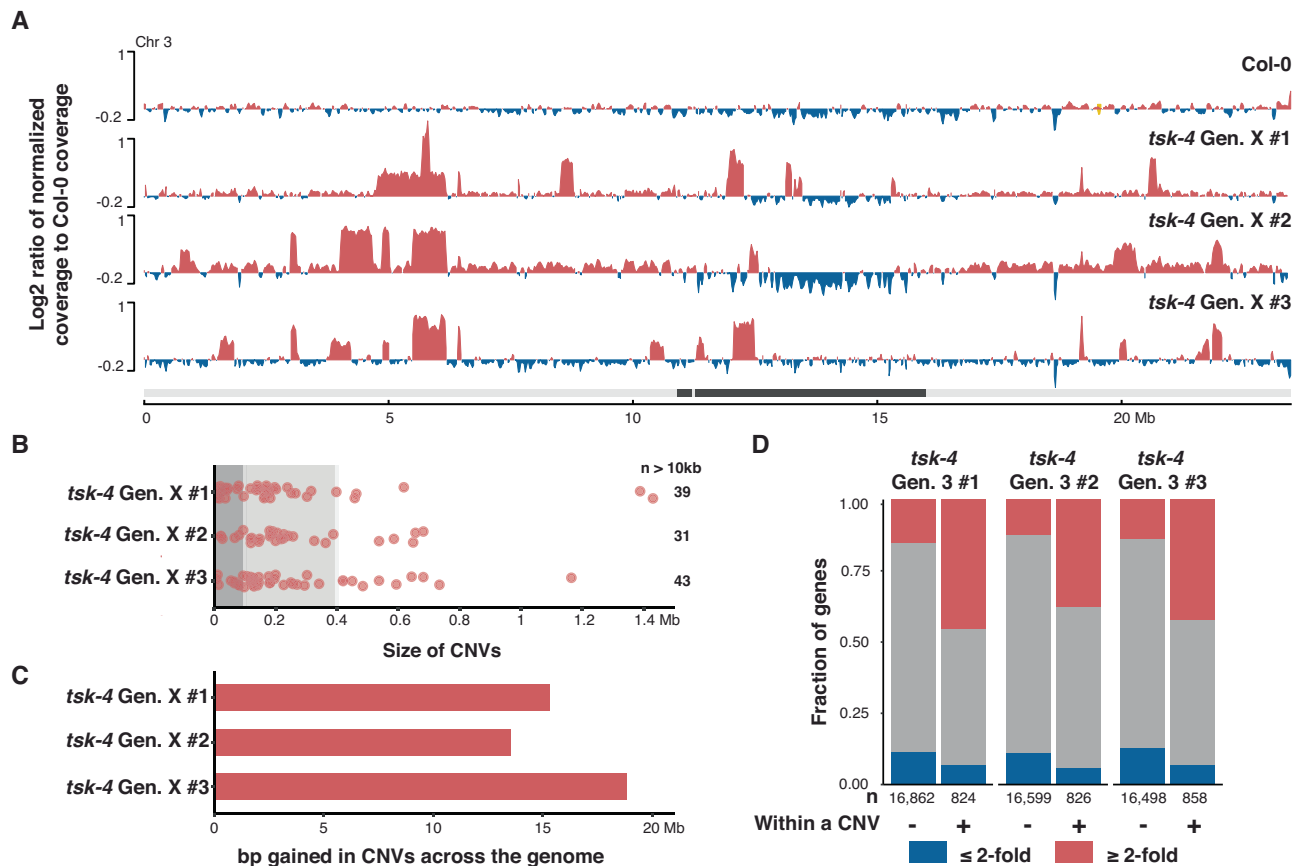 A
Log2 ratio of normalized
coverage to Col-0 coverage
Chr 3
1
-0.2
Col-0
1
-0.2
tsk-4 Gen. X #1
1
-0.2
tsk-4 Gen. X #2
1
-0.2
tsk-4 Gen. X #3
0 5 10 15 20 Mb
B
n > 10kb
tsk-4 Gen. X #1 39
tsk-4 Gen. X #2 31
tsk-4 Gen. X #3 43
0 0.2 0.4 0.6 0.8 1 1.2 1.4 Mb
Size of CNVs
C
tsk-4 Gen. X #1
tsk-4 Gen. X #2
tsk-4 Gen. X #3
0 5 10 15 20 Mb
bp gained in CNVs across the genome
D
tsk-4 tsk-4 tsk-4
Gen. 3 #1 Gen. 3 #2 Gen. 3 #3
Fraction of genes
1.00
0.75
0.50
0.25
0.00
n 16,862 824 16,599 826 16,498 858
Within a CNV - + - + - +
≤ 2-fold ≥ 2-fold